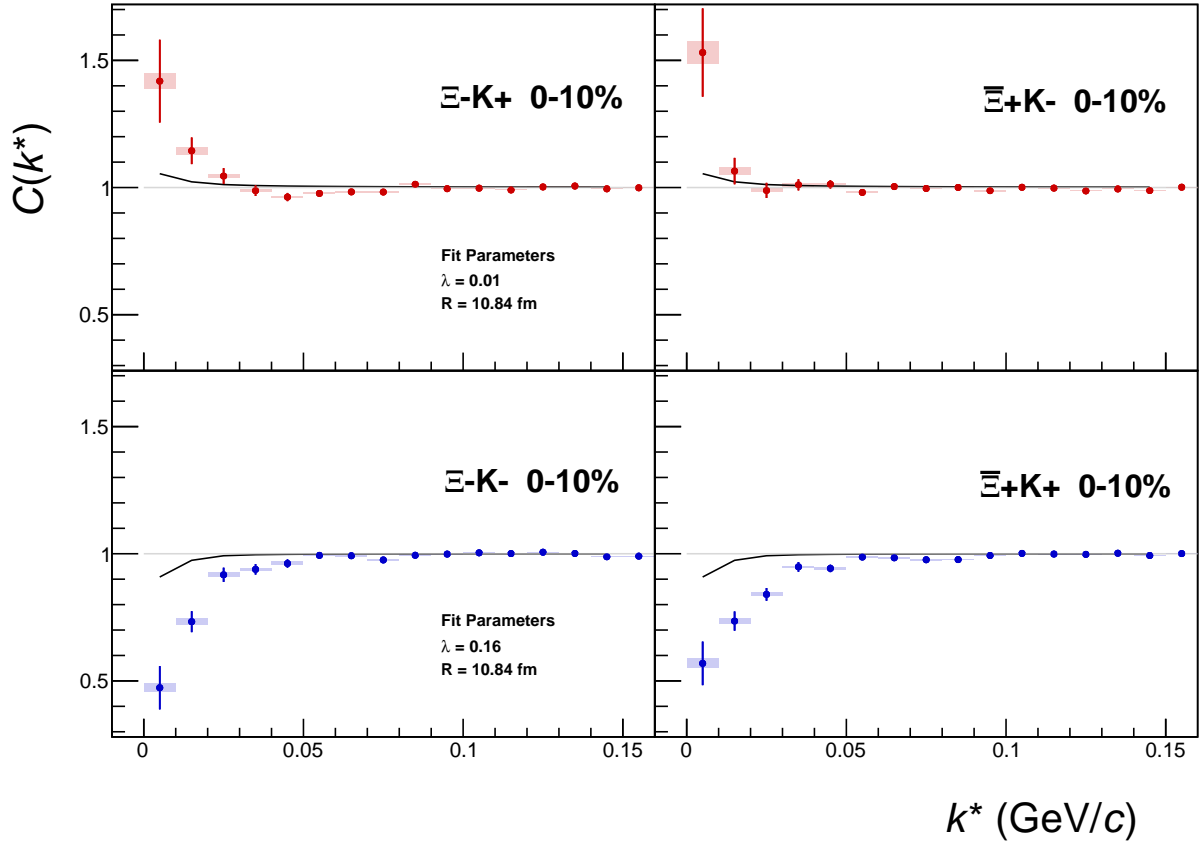 C(k*)
1.5
1
0.5
Ξ-K+ 0-10%
Fit Parameters
λ = 0.01
R = 10.84 fm
Ξ̅+K- 0-10%
1.5
1
0.5
Ξ-K- 0-10%
Fit Parameters
λ = 0.16
R = 10.84 fm
Ξ̅+K+ 0-10%
0 0.05 0.1 0.15
0 0.05 0.1 0.15
k* (GeV/c)